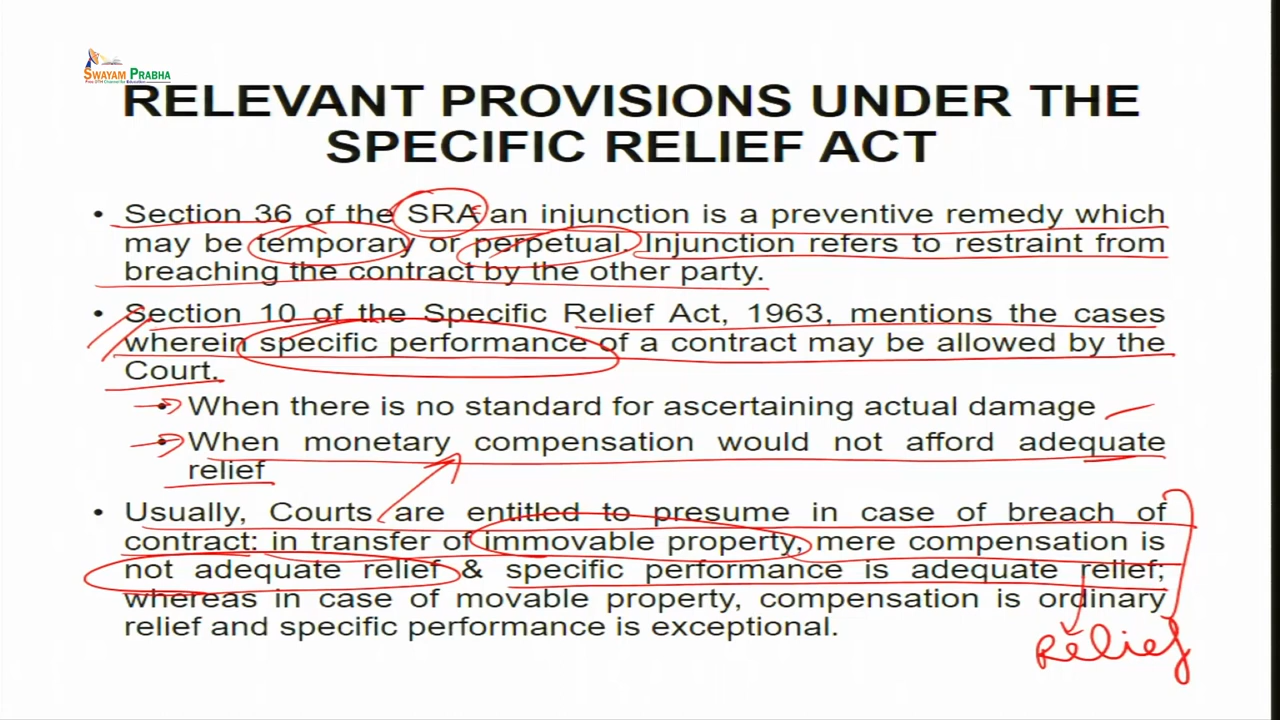 SWAYAM PRABHA
RELEVANT PROVISIONS UNDER THE
SPECIFIC RELIEF ACT
• Section 36 of the SRA an injunction is a preventive remedy which
may be temporary or perpetual. Injunction refers to restraint from
breaching the contract by the other party.
• Section 10 of the Specific Relief Act, 1963, mentions the cases
wherein specific performance of a contract may be allowed by the
Court.
• When there is no standard for ascertaining actual damage
• When monetary compensation would not afford adequate
relief
• Usually, Courts are entitled to presume in case of breach of
contract: in transfer of immovable property, mere compensation is
not adequate relief & specific performance is adequate relief;
whereas in case of movable property, compensation is ordinary
relief and specific performance is exceptional.
Relief